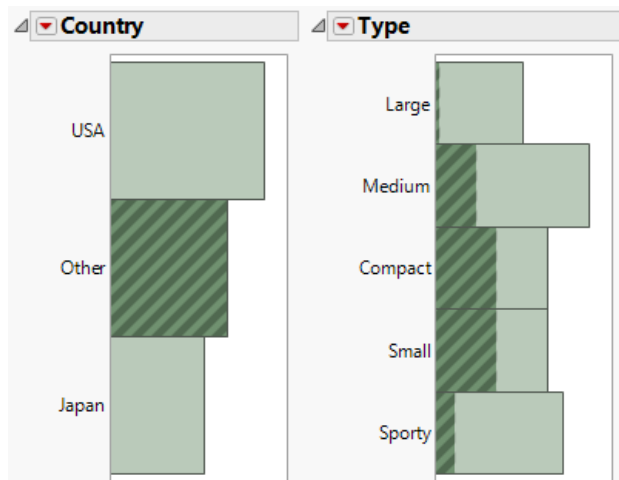 Country
USA
Other
Japan
Type
Large
Medium
Compact
Small
Sporty